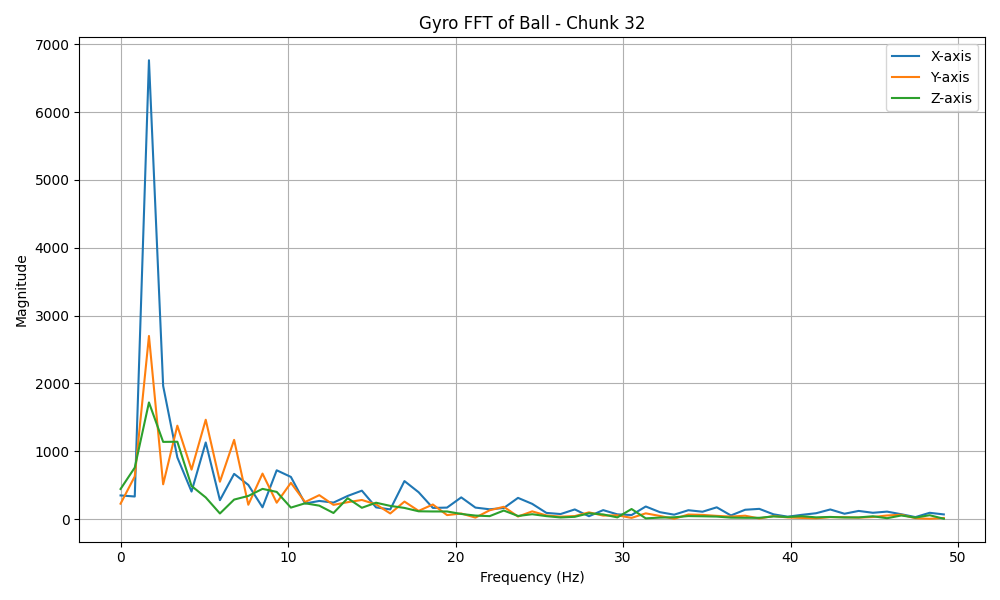 Gyro FFT of Ball - Chunk 32
X-axis
Y-axis
Z-axis
Magnitude
7000
6000
5000
4000
3000
2000
1000
0
0 10 20 30 40 50
Frequency (Hz)